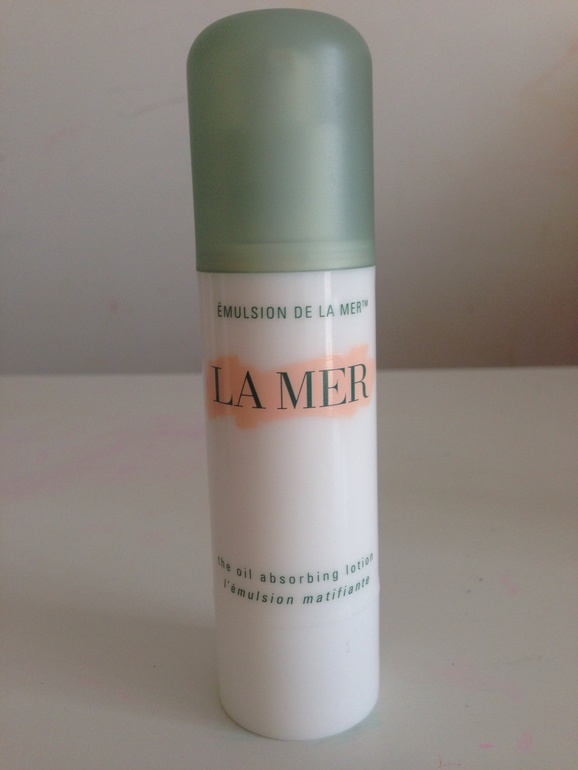 ÉMULSION DE LA MER™
LA MER
the oil absorbing lotion
l'émulsion matifiante